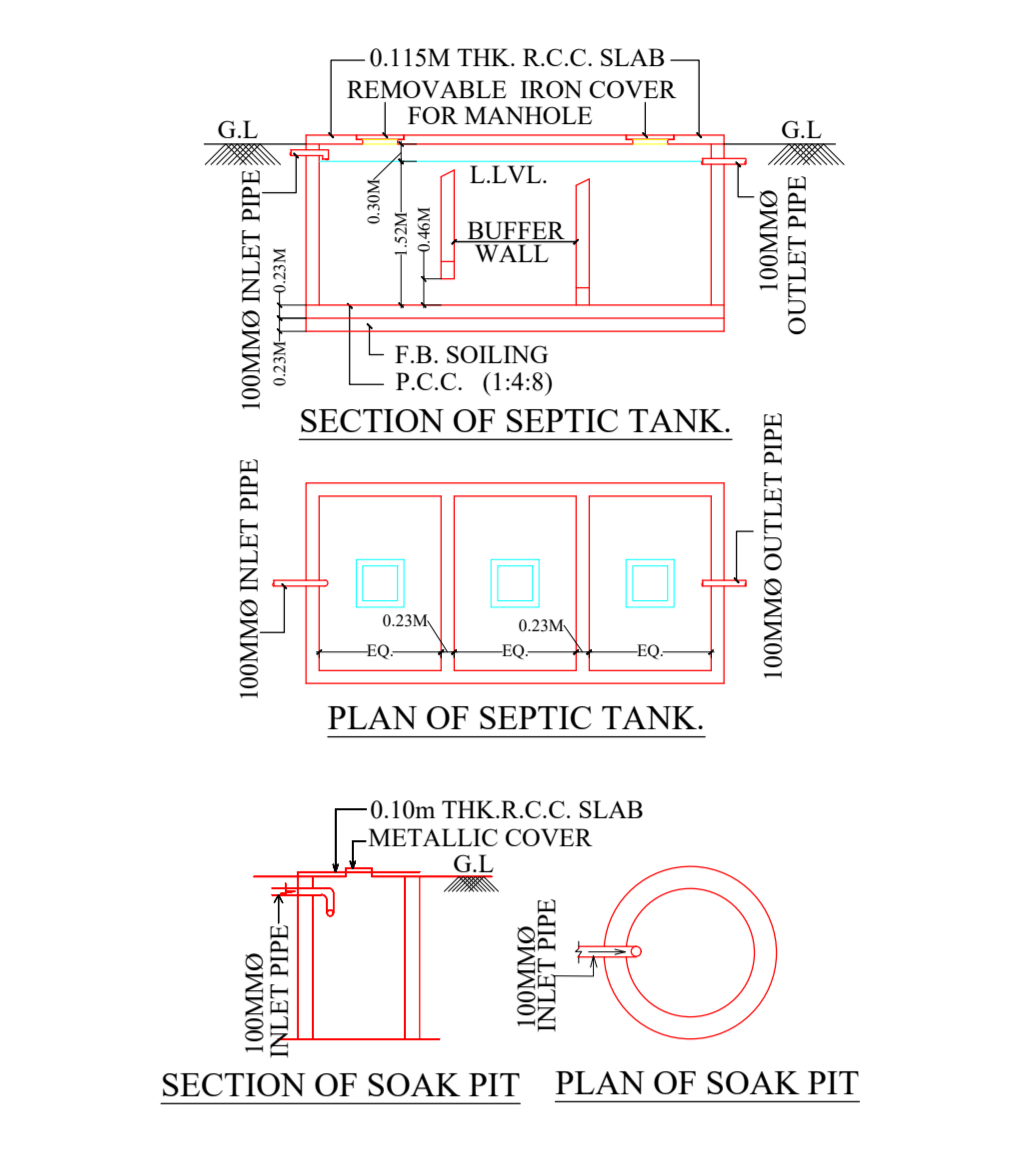 0.115M THK. R.C.C. SLAB
REMOVABLE IRON COVER
FOR MANHOLE
G.L
G.L
L.LVL.
100MMØ INLET PIPE
0.30M
1.52M
0.46M
BUFFER
WALL
100MMØ
OUTLET PIPE
0.23M
0.23M
F.B. SOILING
P.C.C. (1:4:8)
SECTION OF SEPTIC TANK.
100MMØ INLET PIPE
100MMØ OUTLET PIPE
0.23M
0.23M
EQ.
EQ.
EQ.
PLAN OF SEPTIC TANK.
0.10m THK.R.C.C. SLAB
METALLIC COVER
G.L
100MMØ
INLET PIPE
100MMØ
INLET PIPE
SECTION OF SOAK PIT
PLAN OF SOAK PIT